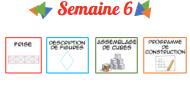 Semaine 6
FRISE
DESCRIPTION
DE FIGURES
ASSEMBLAGE
DE CUBES
PROGRAMME
DE
CONSTRUCTION